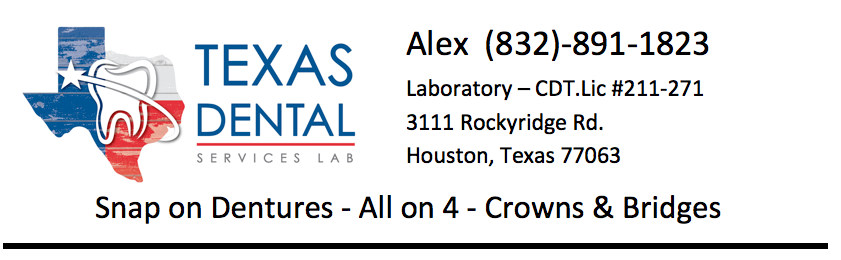 TEXAS
DENTAL
SERVICES LAB
Alex (832)-891-1823
Laboratory – CDT.Lic #211-271
3111 Rockyridge Rd.
Houston, Texas 77063
Snap on Dentures - All on 4 - Crowns & Bridges